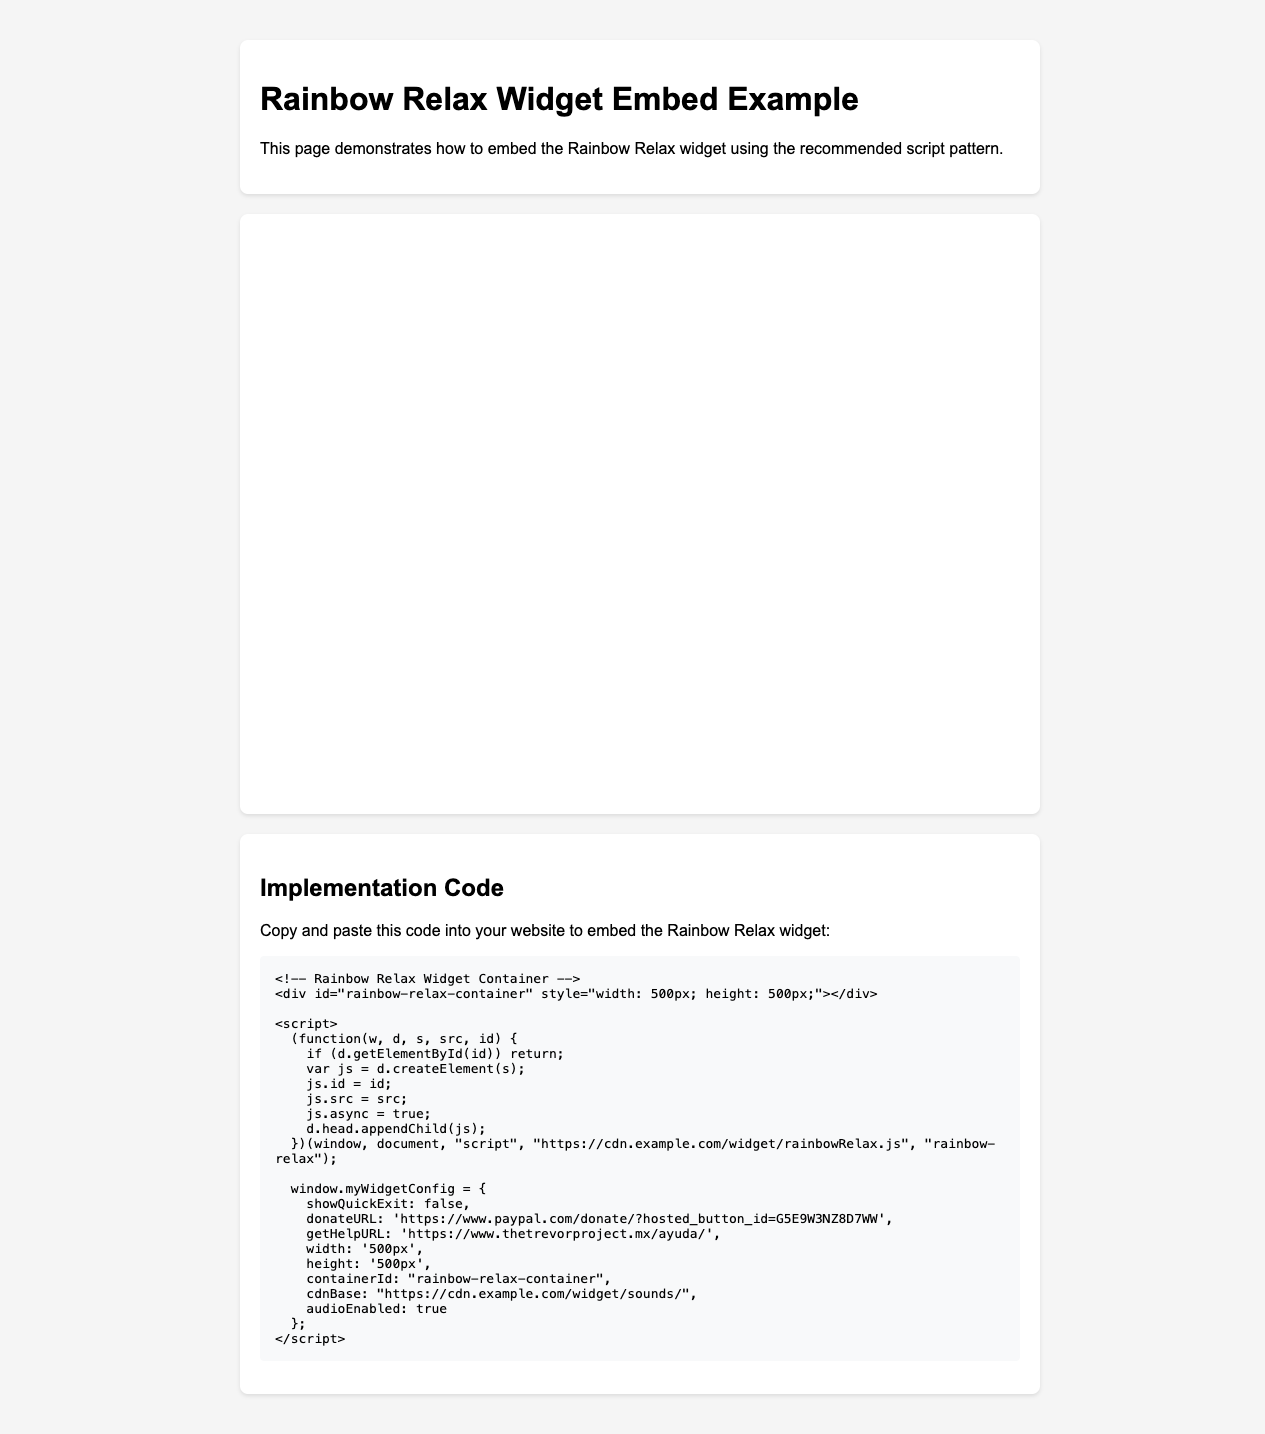 Rainbow Relax Widget Embed Example
This page demonstrates how to embed the Rainbow Relax widget using the recommended script pattern.
Implementation Code
Copy and paste this code into your website to embed the Rainbow Relax widget:
<!-- Rainbow Relax Widget Container -->
<div id="rainbow-relax-container" style="width: 500px; height: 500px;"></div>

<script>
  (function(w, d, s, src, id) {
    if (d.getElementById(id)) return;
    var js = d.createElement(s);
    js.id = id;
    js.src = src;
    js.async = true;
    d.head.appendChild(js);
  })(window, document, "script", "https://cdn.example.com/widget/rainbowRelax.js", "rainbow-
relax");

  window.myWidgetConfig = {
    showQuickExit: false,
    donateURL: 'https://www.paypal.com/donate/?hosted_button_id=G5E9W3NZ8D7WW',
    getHelpURL: 'https://www.thetrevorproject.mx/ayuda/',
    width: '500px',
    height: '500px',
    containerId: "rainbow-relax-container",
    cdnBase: "https://cdn.example.com/widget/sounds/",
    audioEnabled: true
  };
</script>